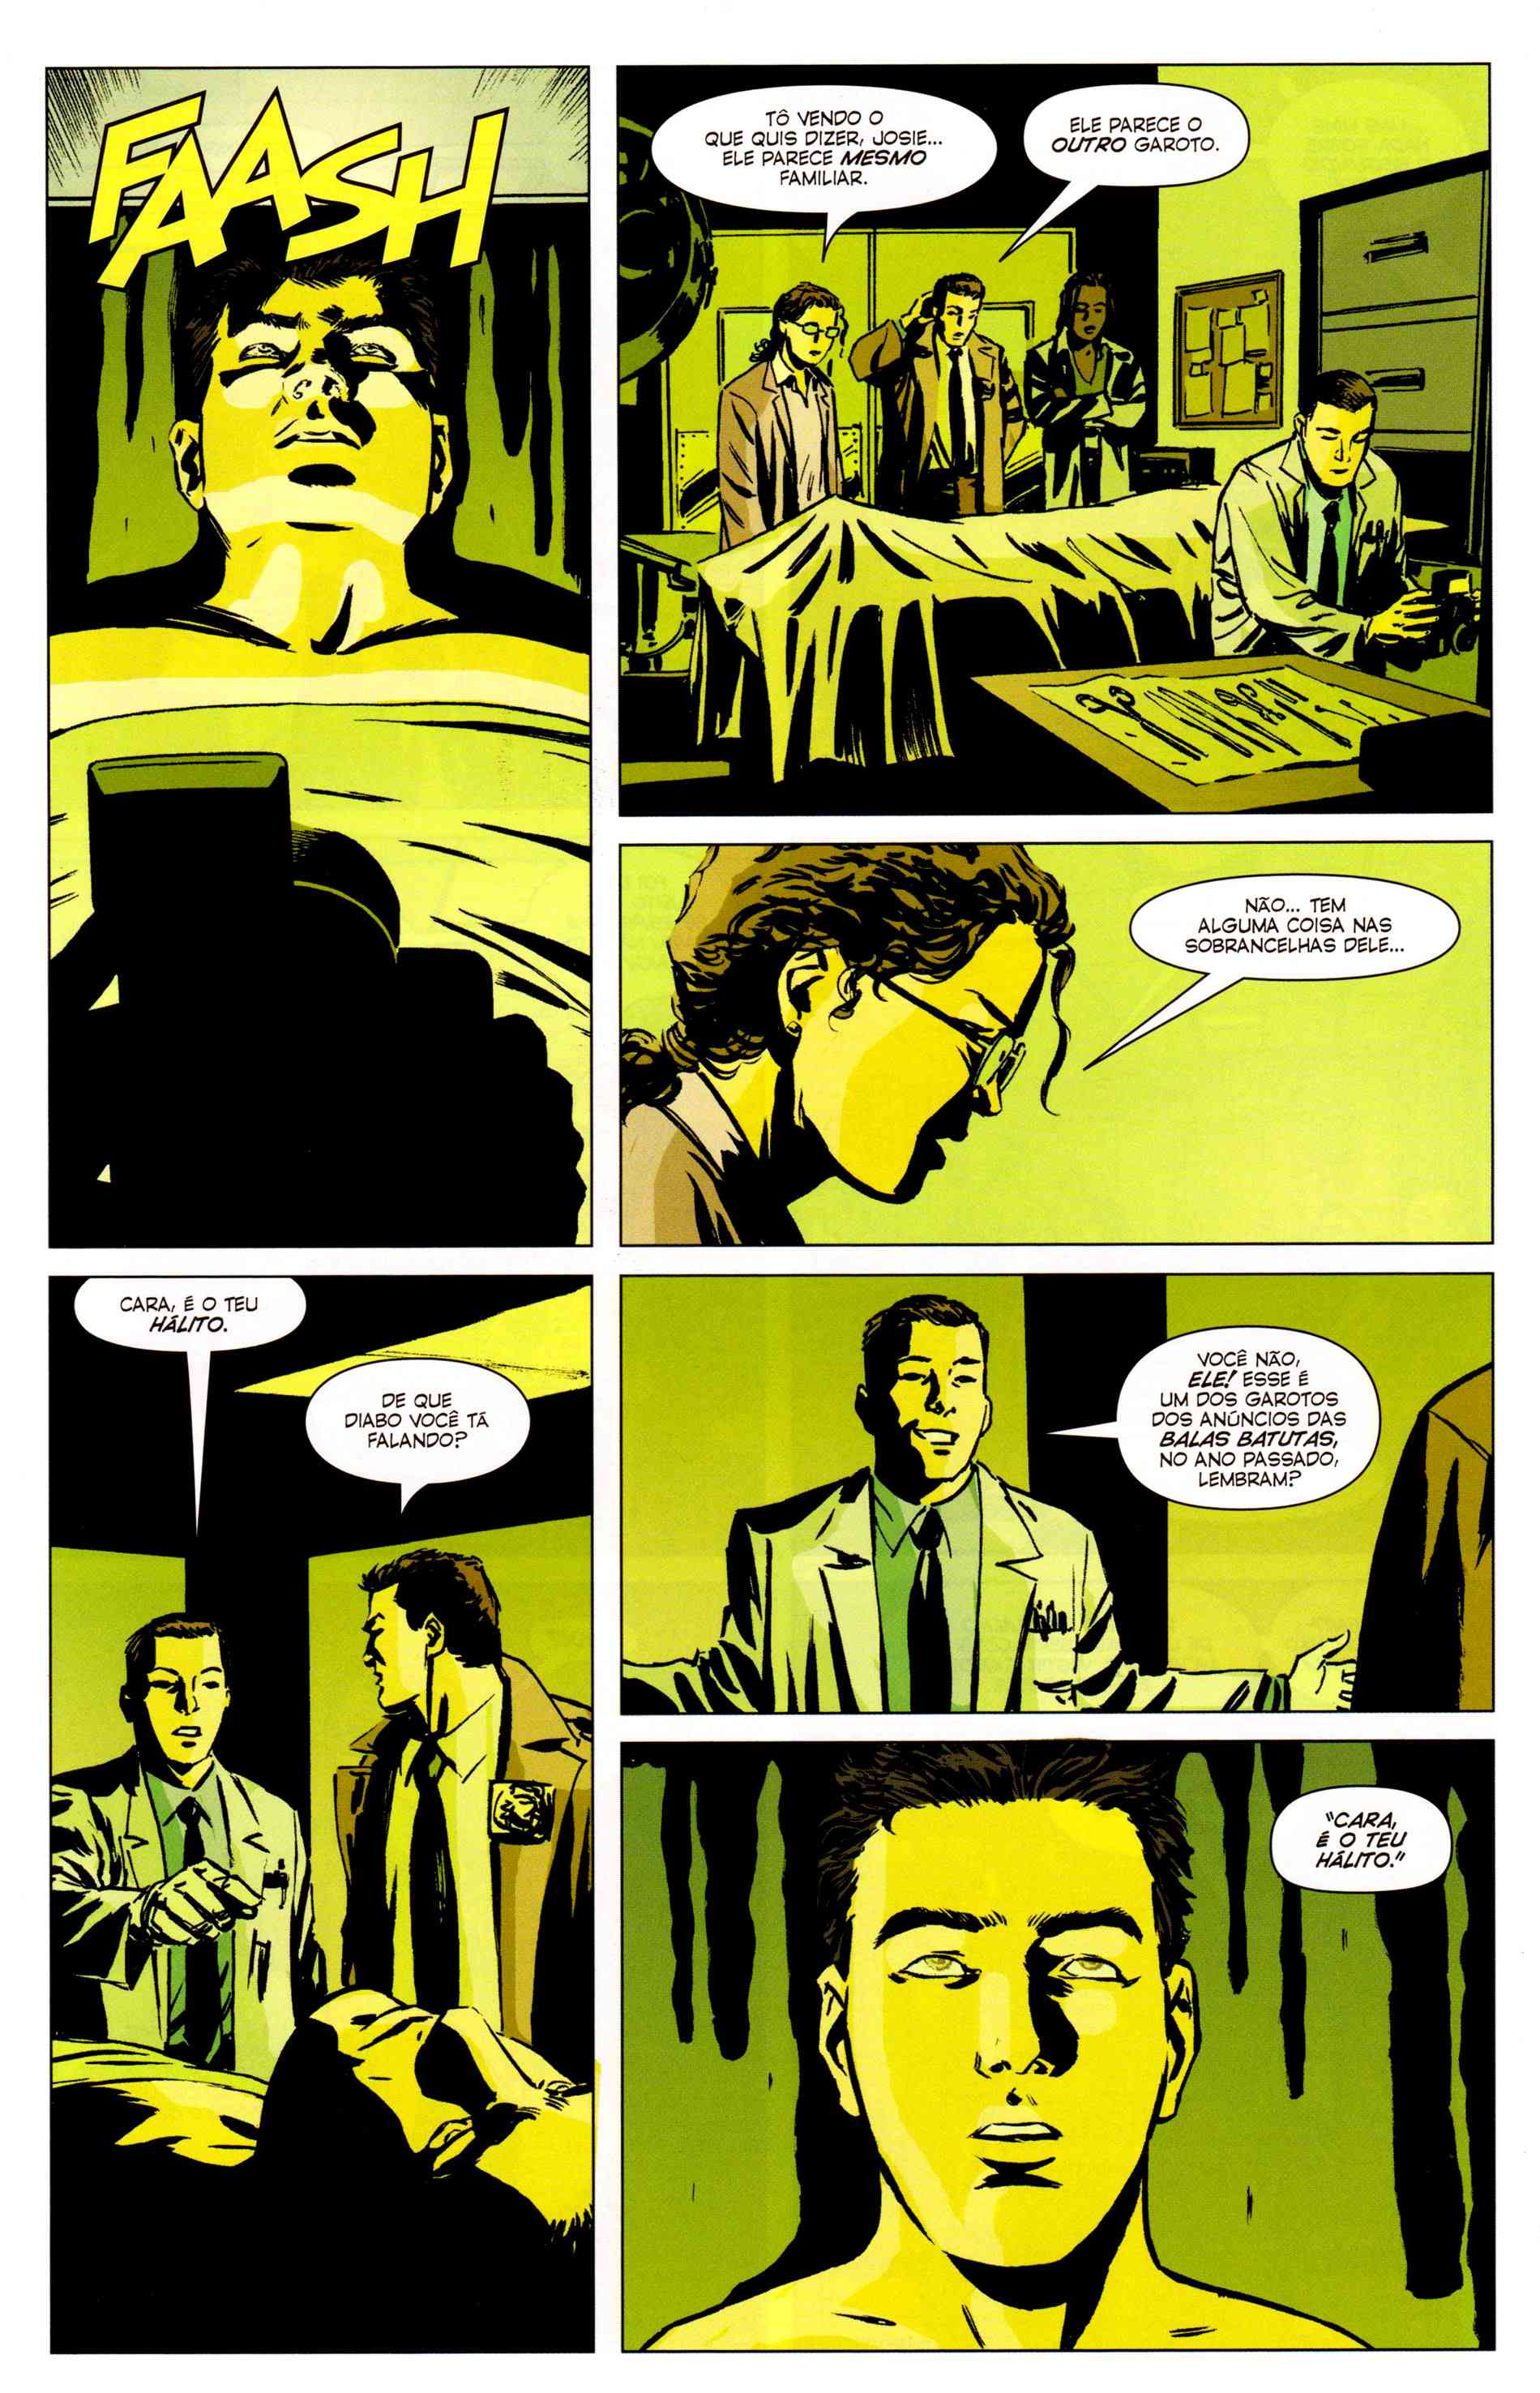 FAASH
TÔ VENDO O
QUE QUIS DIZER, JOSIE...
ELE PARECE MESMO
FAMILIAR.
ELE PARECE O
OUTRO GAROTO.
NÃO... TEM
ALGUMA COISA NAS
SOBRANCELHAS DELE...
CARA, É O TEU
HÁLITO.
DE QUE
DIABO VOCÊ TÁ
FALANDO?
VOCÊ NÃO,
ELE! ESSE É
UM DOS GAROTOS
DOS ANÚNCIOS DAS
BALAS BATUTAS,
NO ANO PASSADO,
LEMBRAM?
"CARA,
É O TEU
HÁLITO."